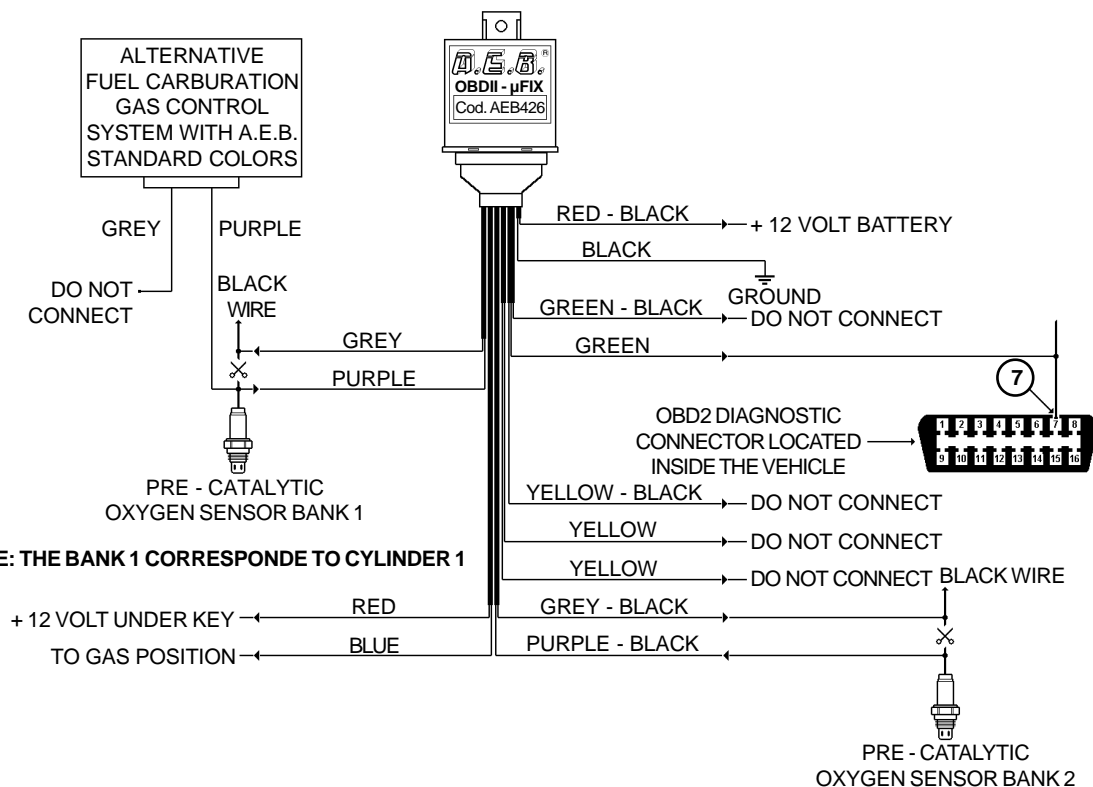 ALTERNATIVE
FUEL CARBURATION
GAS CONTROL
SYSTEM WITH A.E.B.
STANDARD COLORS
GREY
PURPLE
DO NOT
CONNECT
BLACK
WIRE
GREY
PURPLE
PRE - CATALYTIC
OXYGEN SENSOR BANK 1
E: THE BANK 1 CORRESPONDE TO CYLINDER 1
+ 12 VOLT UNDER KEY
RED
TO GAS POSITION
BLUE
A.E.B.®
OBDII - µFIX
Cod. AEB426
RED - BLACK
+ 12 VOLT BATTERY
BLACK
GROUND
GREEN - BLACK
DO NOT CONNECT
GREEN
7
OBD2 DIAGNOSTIC
CONNECTOR LOCATED
INSIDE THE VEHICLE
1 2 3 4 5 6 7 8
9 10 11 12 13 14 15 16
YELLOW - BLACK
DO NOT CONNECT
YELLOW
DO NOT CONNECT
YELLOW
DO NOT CONNECT
BLACK WIRE
GREY - BLACK
PURPLE - BLACK
PRE - CATALYTIC
OXYGEN SENSOR BANK 2